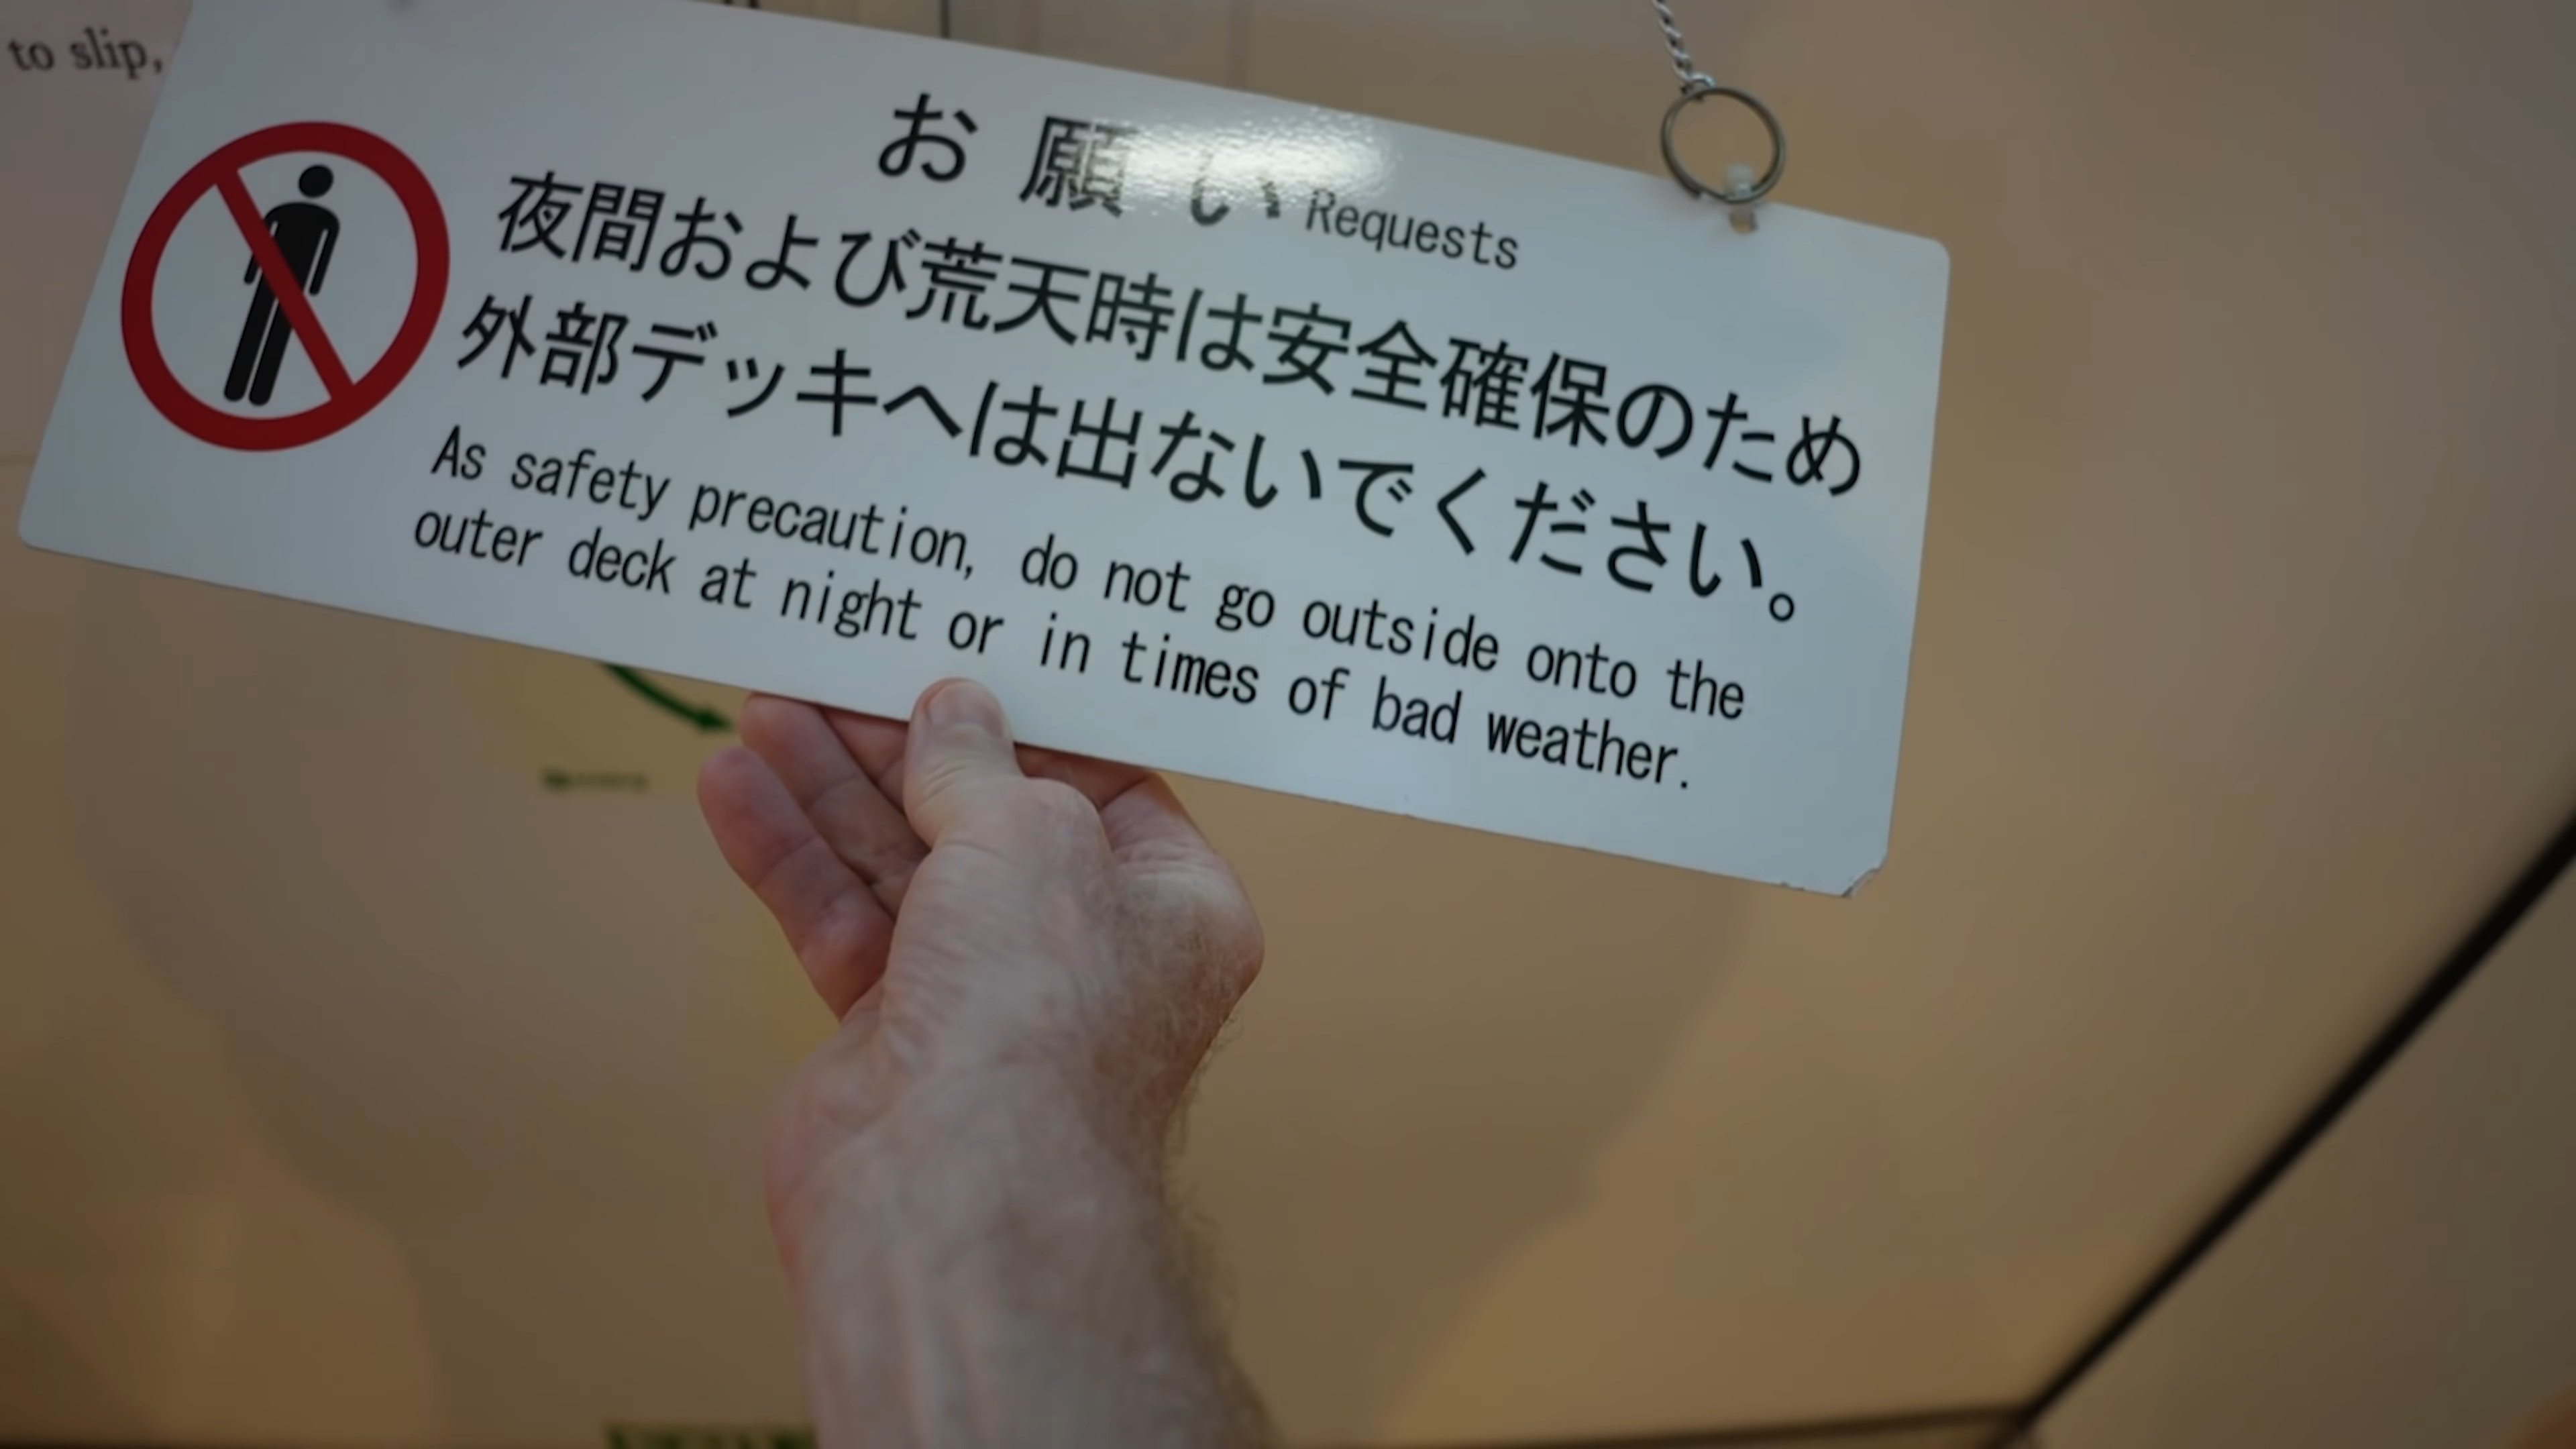 to slip,
お願い Requests
夜間および荒天時は安全確保のため
外部デッキへは出ないでください。
As safety precaution, do not go outside onto the
outer deck at night or in times of bad weather.